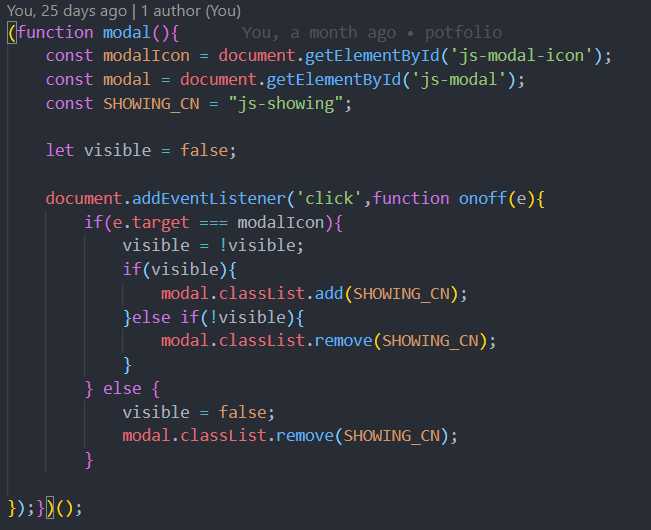 You, 25 days ago | 1 author (You)
(function modal(){ You, a month ago • potfolio
    const modalIcon = document.getElementById('js-modal-icon');
    const modal = document.getElementById('js-modal');
    const SHOWING_CN = "js-showing";

    let visible = false;

    document.addEventListener('click',function onoff(e){
        if(e.target === modalIcon){
            visible = !visible;
            if(visible){
                modal.classList.add(SHOWING_CN);
            }else if(!visible){
                modal.classList.remove(SHOWING_CN);
            }
        } else {
            visible = false;
            modal.classList.remove(SHOWING_CN);
        }

});})();